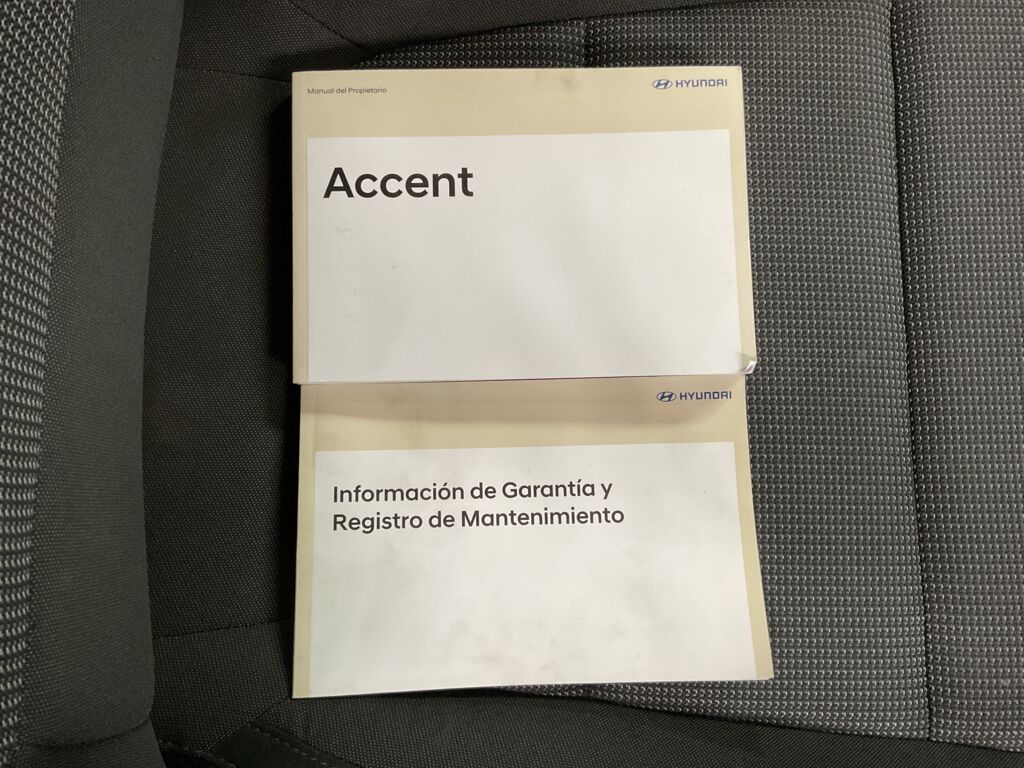 Manual del Propietario
HYUNDAI
Accent
HYUNDAI
Información de Garantía y
Registro de Mantenimiento